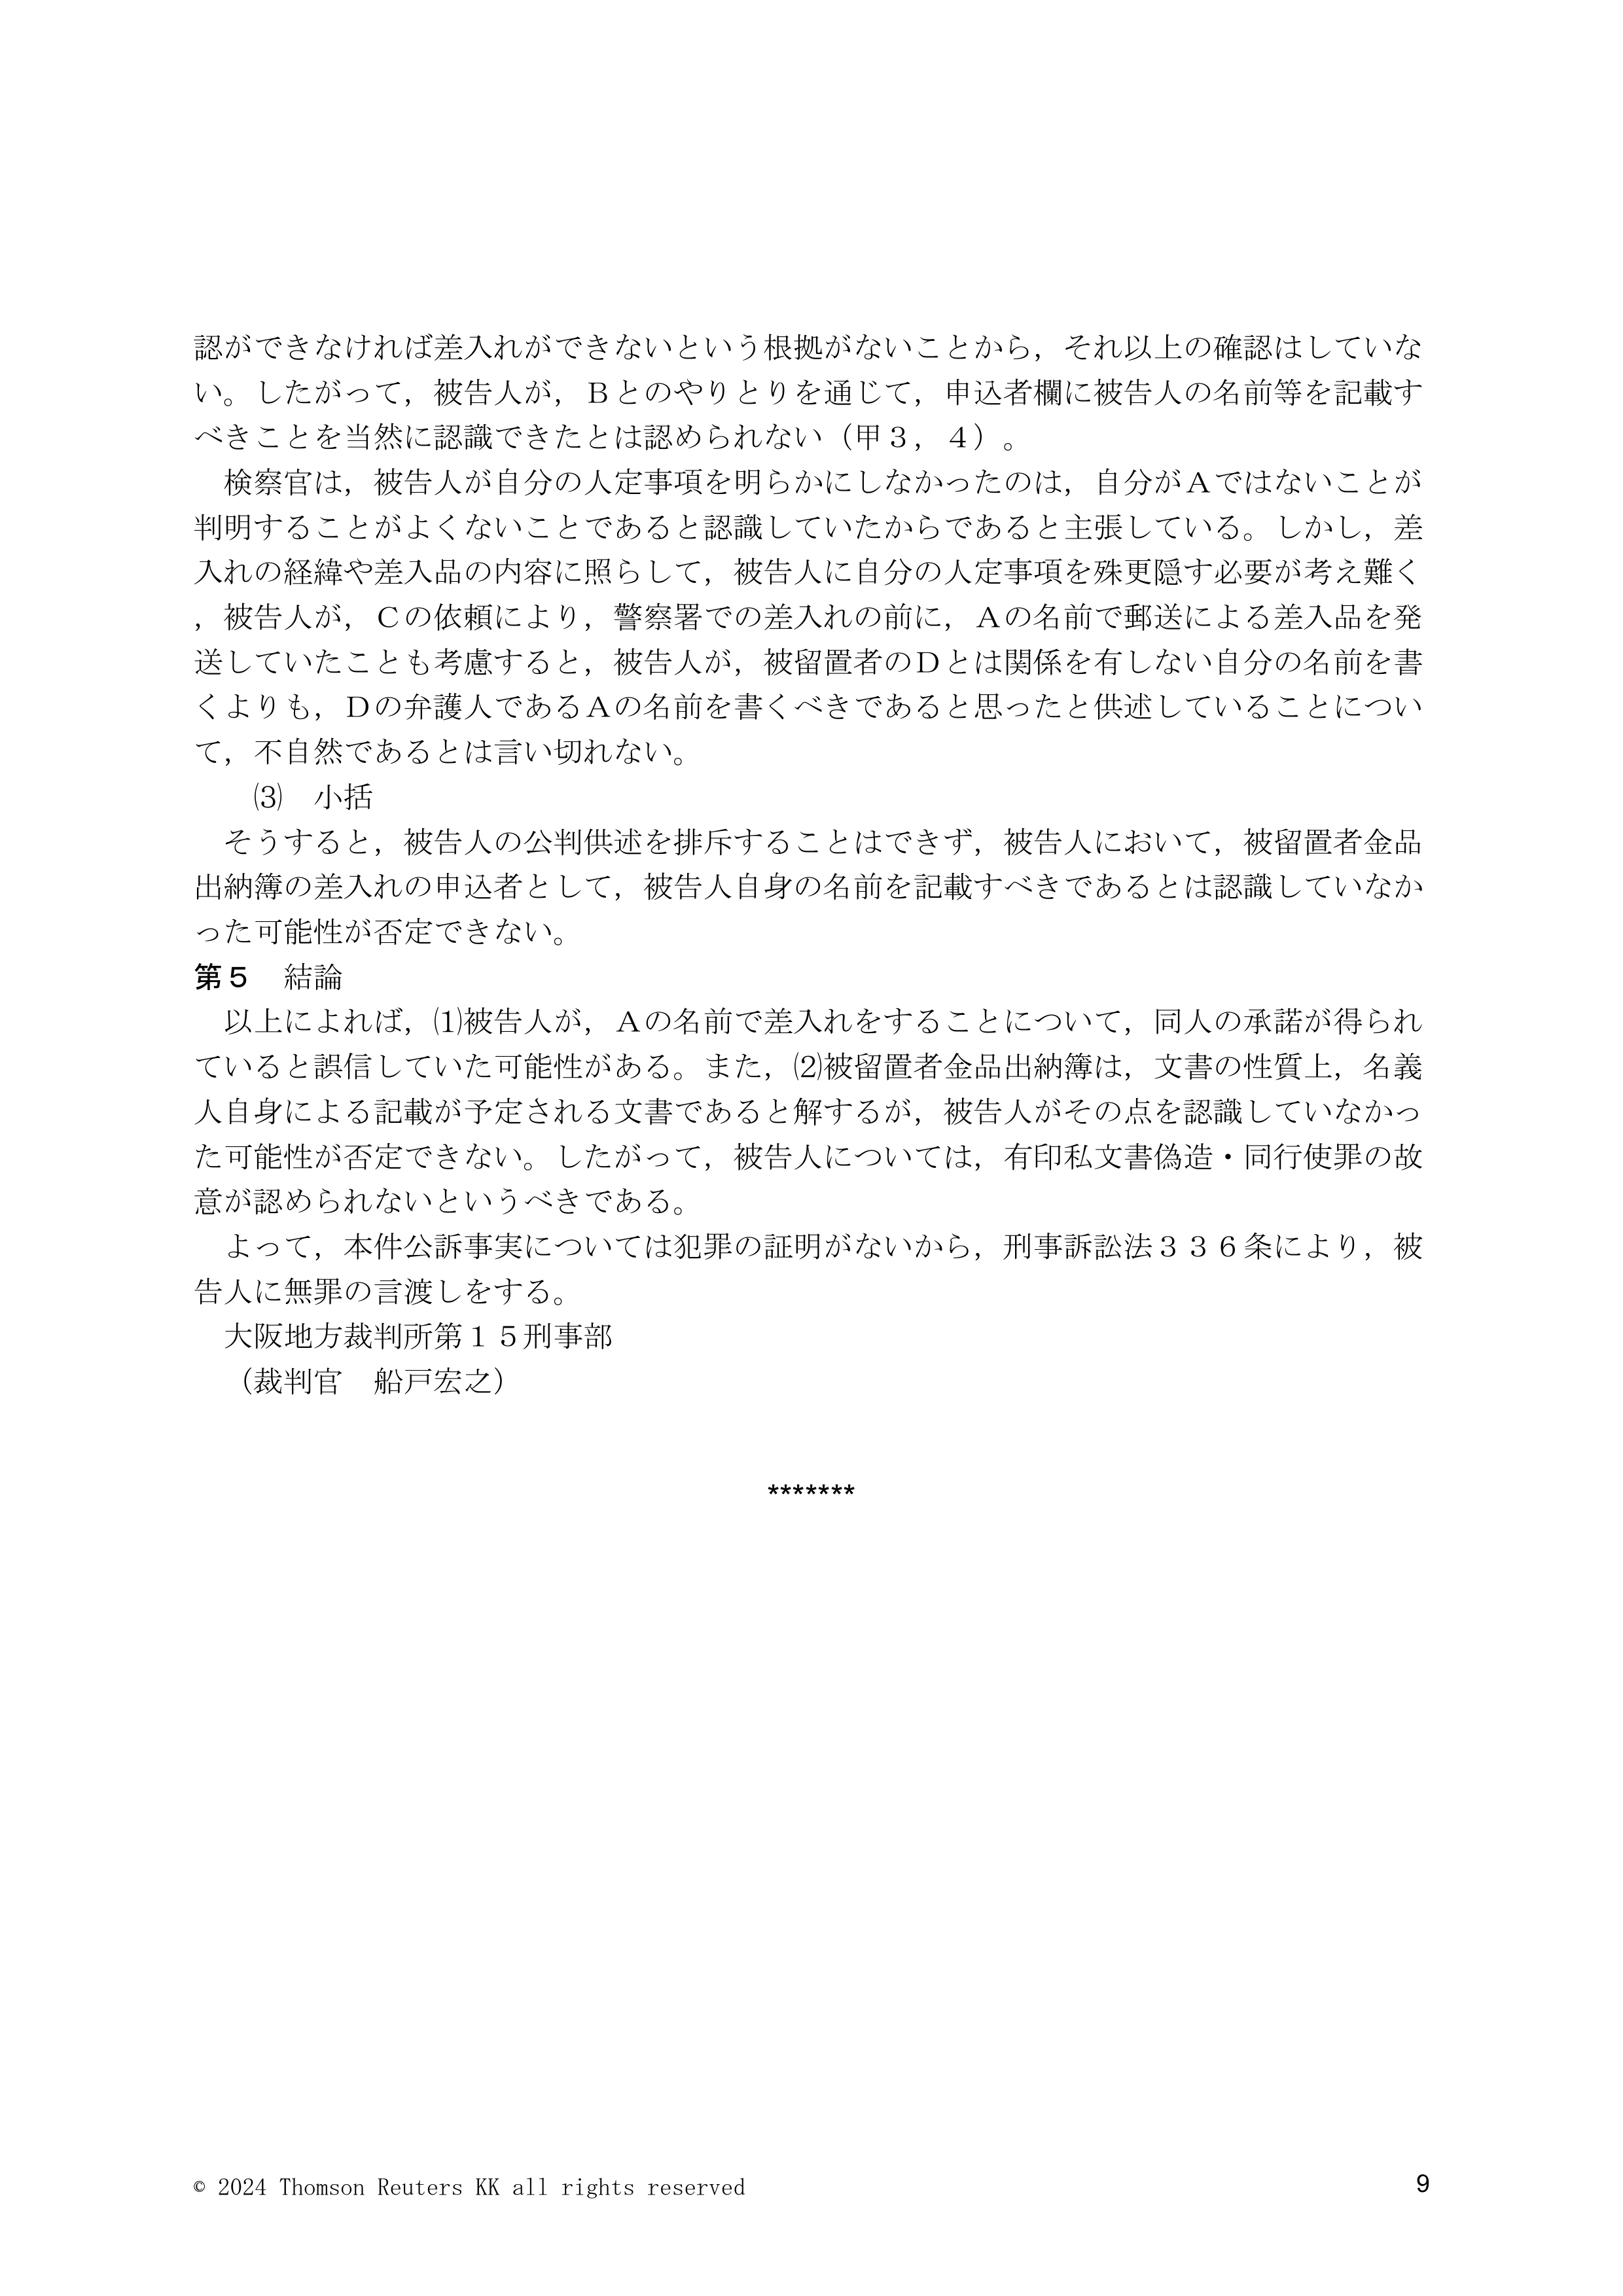 認ができなければ差入れができないという根拠がないことから，それ以上の確認はしていな
い。したがって，被告人が，Ｂとのやりとりを通じて，申込者欄に被告人の名前等を記載す
べきことを当然に認識できたとは認められない（甲３，４）。
　検察官は，被告人が自分の人定事項を明らかにしなかったのは，自分がＡではないことが
判明することがよくないことであると認識していたからであると主張している。しかし，差
入れの経緯や差入品の内容に照らして，被告人に自分の人定事項を殊更隠す必要が考え難く
，被告人が，Ｃの依頼により，警察署での差入れの前に，Ａの名前で郵送による差入品を発
送していたことも考慮すると，被告人が，被留置者のＤとは関係を有しない自分の名前を書
くよりも，Ｄの弁護人であるＡの名前を書くべきであると思ったと供述していることについ
て，不自然であるとは言い切れない。
　　⑶　小括
　そうすると，被告人の公判供述を排斥することはできず，被告人において，被留置者金品
出納簿の差入れの申込者として，被告人自身の名前を記載すべきであるとは認識していなか
った可能性が否定できない。
第５　結論
　以上によれば，⑴被告人が，Ａの名前で差入れをすることについて，同人の承諾が得られ
ていると誤信していた可能性がある。また，⑵被留置者金品出納簿は，文書の性質上，名義
人自身による記載が予定される文書であると解するが，被告人がその点を認識していなかっ
た可能性が否定できない。したがって，被告人については，有印私文書偽造・同行使罪の故
意が認められないというべきである。
　よって，本件公訴事実については犯罪の証明がないから，刑事訴訟法３３６条により，被
告人に無罪の言渡しをする。
　大阪地方裁判所第１５刑事部
　（裁判官　船戸宏之）
*******
© 2024 Thomson Reuters KK all rights reserved
9